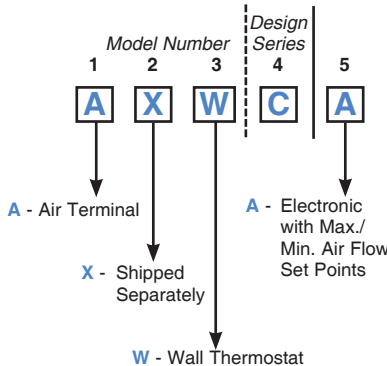 Design
Model Number Series
1 2 3 4 5
A X W C A
A - Air Terminal
A - Electronic
with Max./
Min. Air Flow
Set Points
X - Shipped
Separately
W - Wall Thermostat